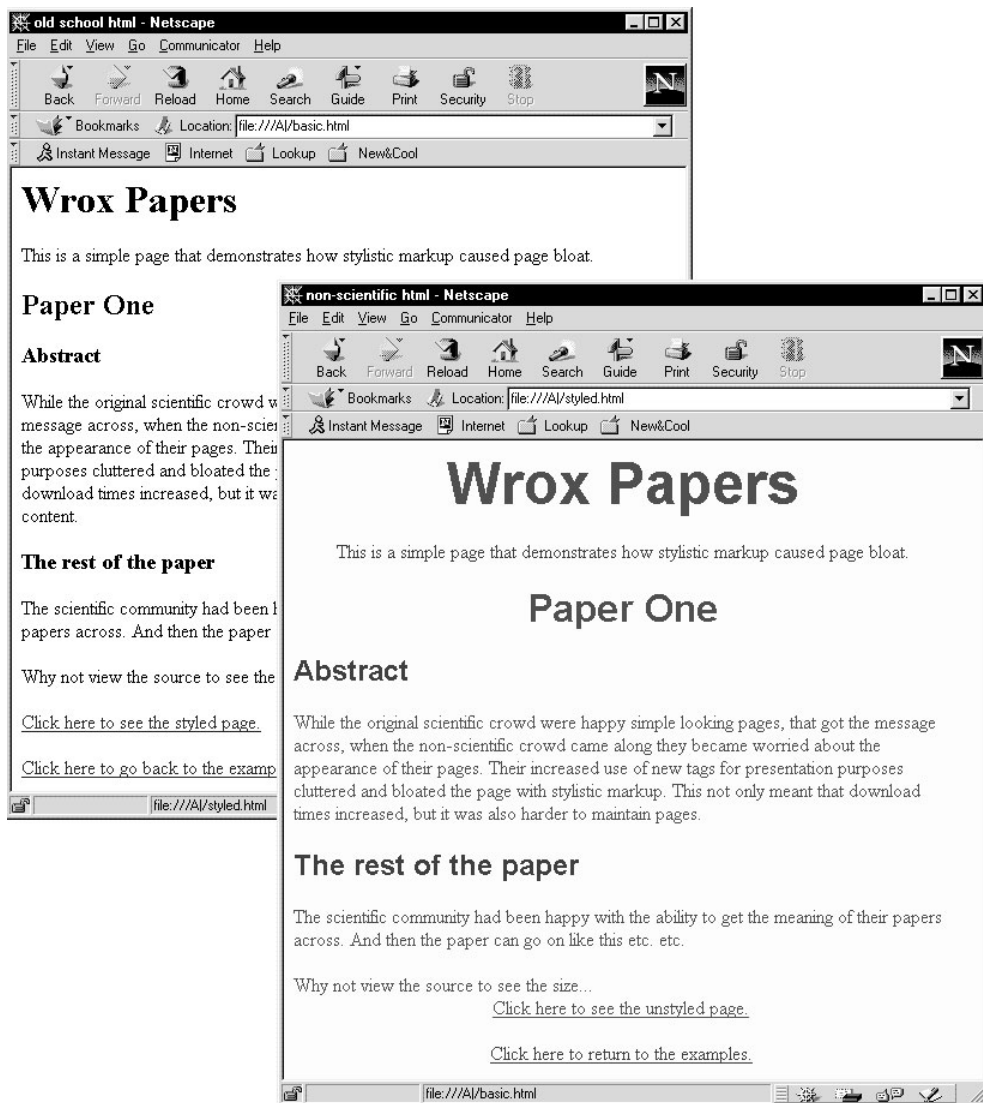 old school html - Netscape
File Edit View Go Communicator Help
Back Forward Reload Home Search Guide Print Security Stop
N
Bookmarks Location: file:///A|/basic.html
Instant Message Internet Lookup New&Cool
Wrox Papers
This is a simple page that demonstrates how stylistic markup caused page bloat.
Paper One
Abstract
While the original scientific crowd
message across, when the
the appearance of their pages.
purposes cluttered and bloated the
download times increased, but it
content.
The rest of the paper
The scientific community had been
papers across. And then the paper
Why not view the source to see the
Click here to see the styled page.
Click here to go back to the
file:///A|/styled.html
non-scientific html - Netscape
File Edit View Go Communicator Help
Back Forward Reload Home Search Guide Print Security Stop
N
Bookmarks Location: file:///A|/styled.html
Instant Message Internet Lookup New&Cool
Wrox Papers
This is a simple page that demonstrates how stylistic markup caused page bloat.
Paper One
Abstract
While the original scientific crowd were happy simple looking pages, that got the message
across, when the non-scientific crowd came along they became worried about the
appearance of their pages. Their increased use of new tags for presentation purposes
cluttered and bloated the page with stylistic markup. This not only meant that download
times increased, but it was also harder to maintain pages.
The rest of the paper
The scientific community had been happy with the ability to get the meaning of their papers
across. And then the paper can go on like this etc. etc.
Why not view the source to see the size...
Click here to see the unstyled page.
Click here to return to the examples.
file:///A|/basic.html